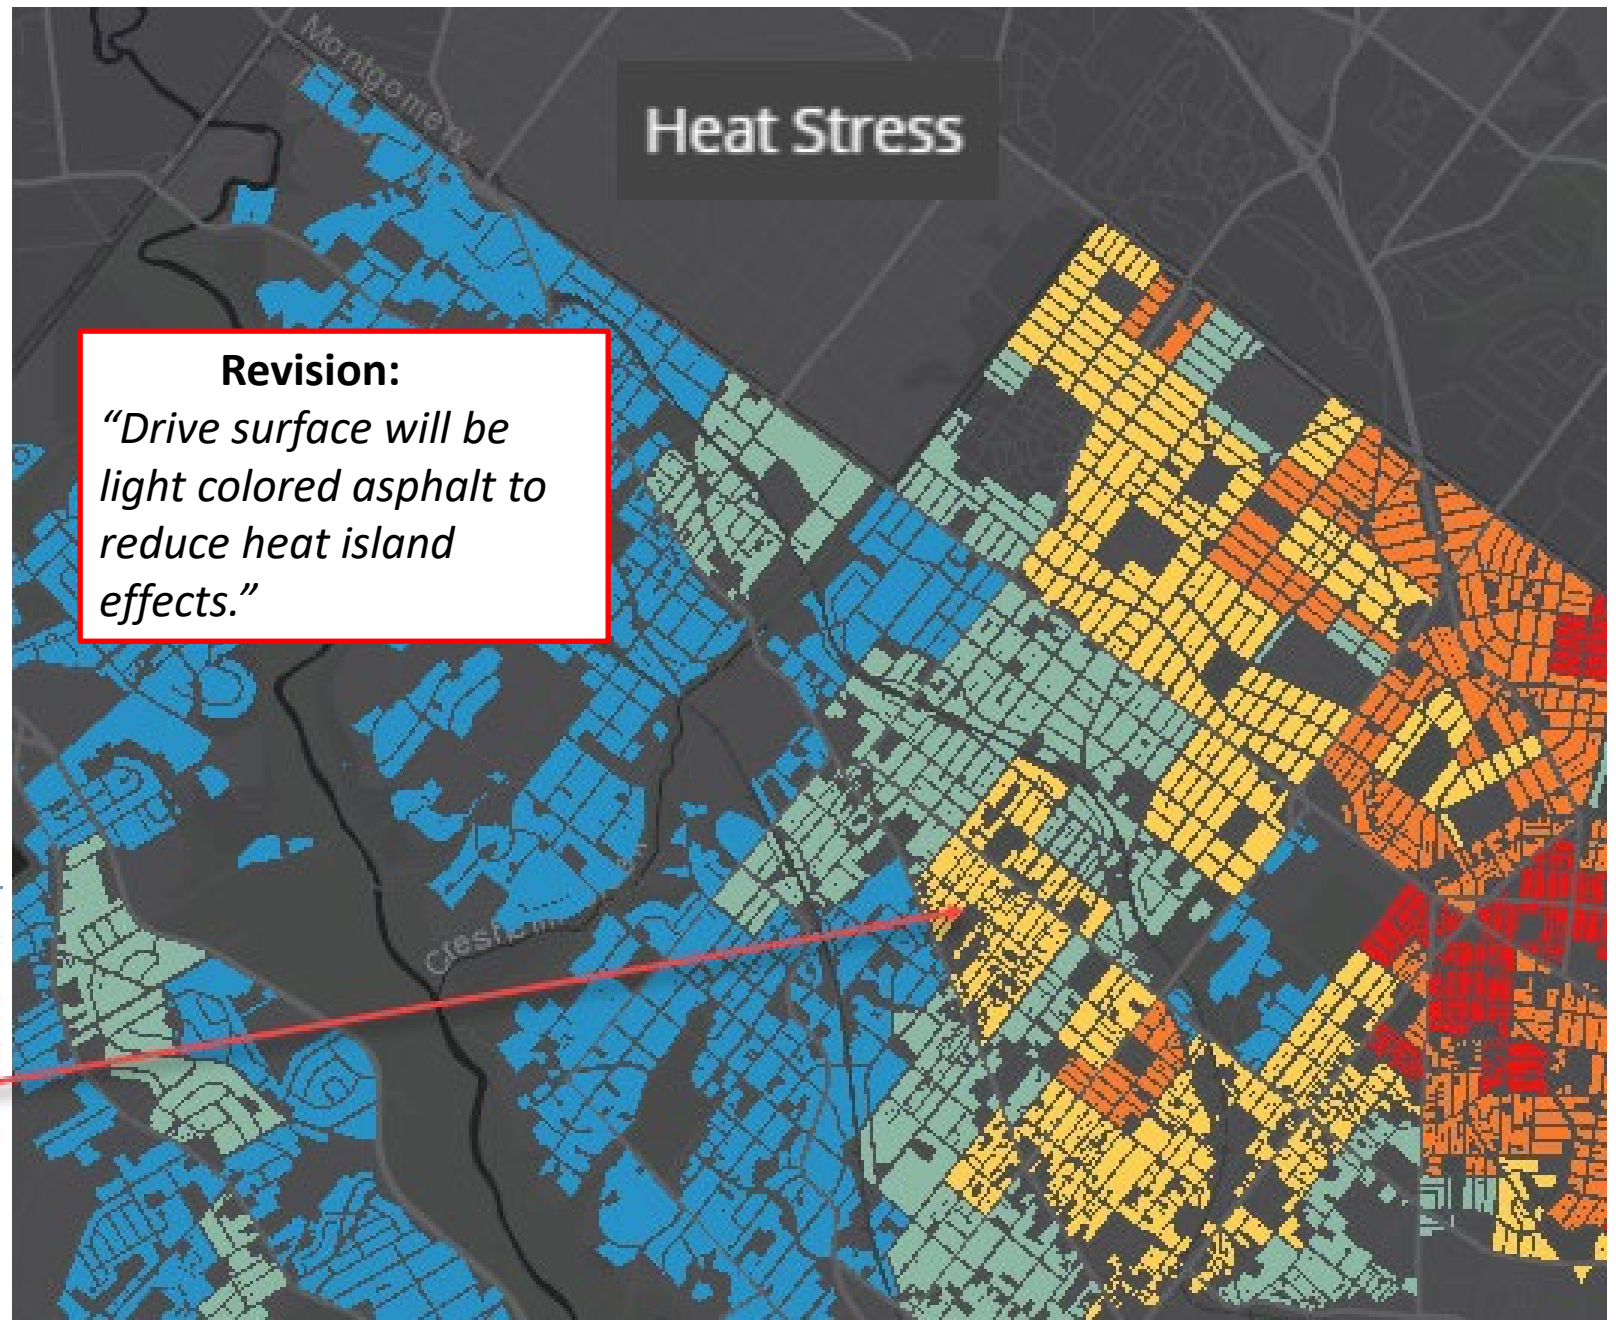 Montgomery
Heat Stress
Revision:
“Drive surface will be
light colored asphalt to
reduce heat island
effects.”